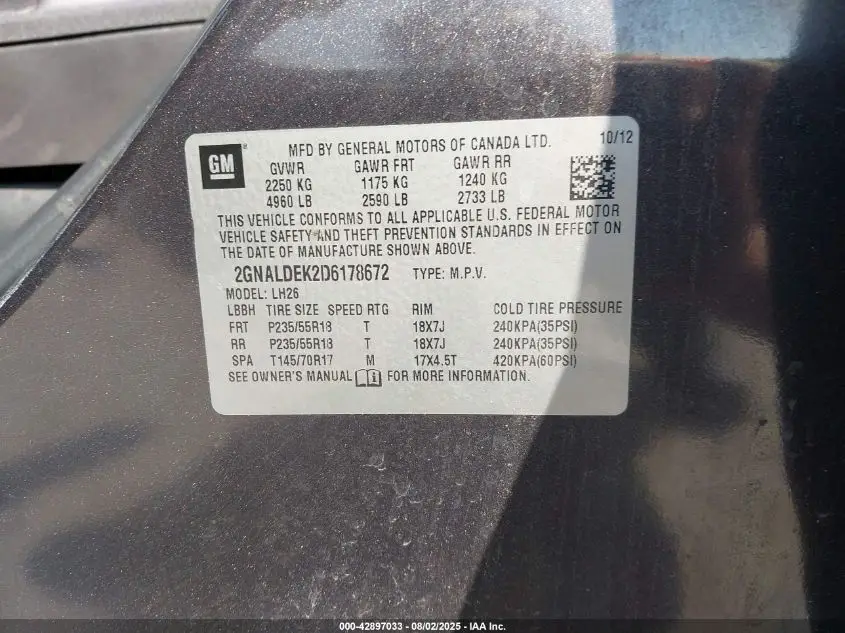 GM
MFD BY GENERAL MOTORS OF CANADA LTD. 10/12
GVWR GAWR FRT GAWR RR
2250 KG 1175 KG 1240 KG
4960 LB 2590 LB 2733 LB
THIS VEHICLE CONFORMS TO ALL APPLICABLE U.S. FEDERAL MOTOR
VEHICLE SAFETY AND THEFT PREVENTION STANDARDS IN EFFECT ON
THE DATE OF MANUFACTURE SHOWN ABOVE.
2GNALDEK2D6178672 TYPE: M.P.V.
MODEL: LH26
LBBH TIRE SIZE SPEED RTG RIM COLD TIRE PRESSURE
FRT P235/55R18 T 18X7J 240KPA(35PSI)
RR P235/55R18 T 18X7J 240KPA(35PSI)
SPA T145/70R17 M 17X4.5T 420KPA(60PSI)
SEE OWNER'S MANUAL FOR MORE INFORMATION.
000-42897033 - 08/02/2025 - IAA Inc.